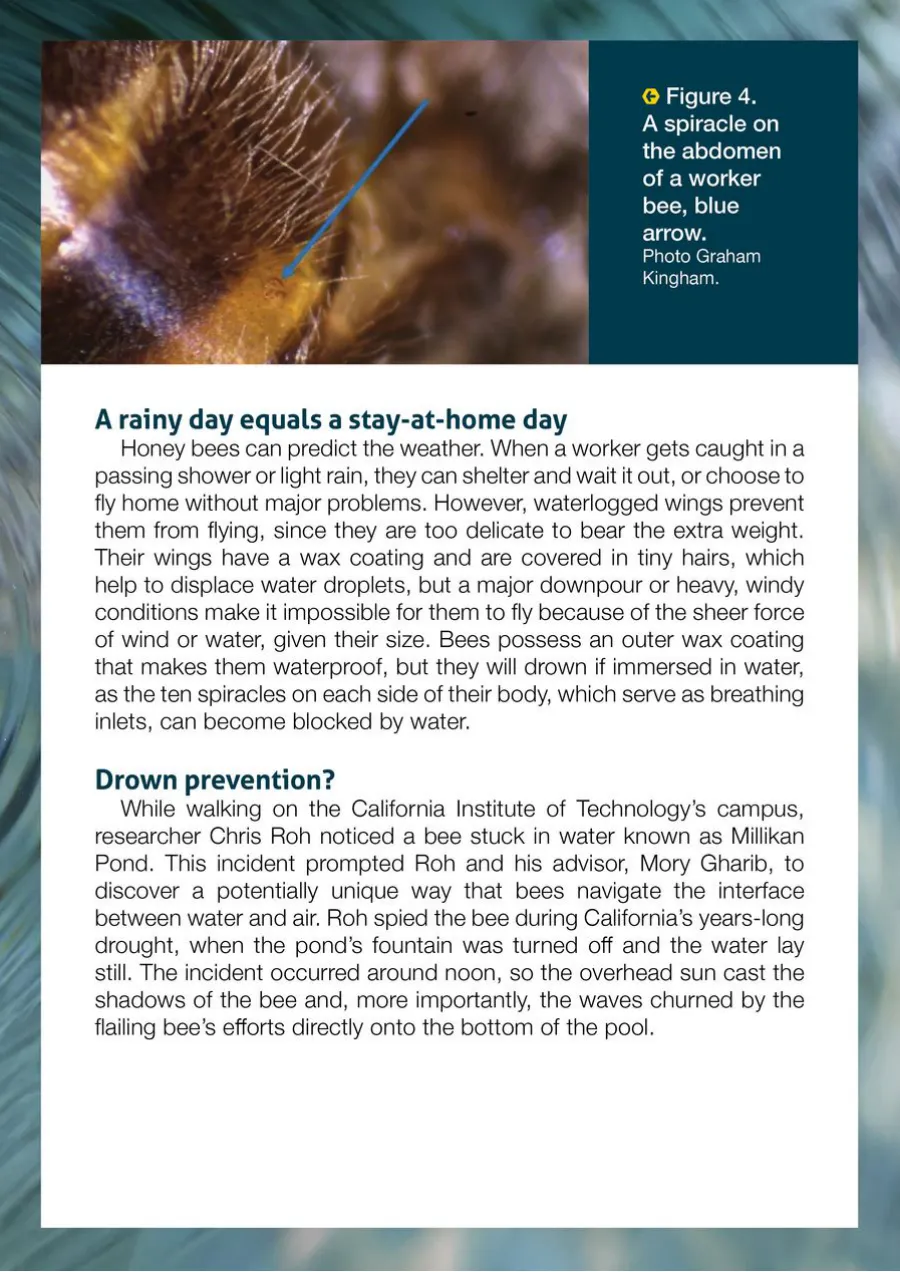 Figure 4.
A spiracle on
the abdomen
of a worker
bee, blue
arrow.
Photo Graham
Kingham.
A rainy day equals a stay-at-home day
Honey bees can predict the weather. When a worker gets caught in a
passing shower or light rain, they can shelter and wait it out, or choose to
fly home without major problems. However, waterlogged wings prevent
them from flying, since they are too delicate to bear the extra weight.
Their wings have a wax coating and are covered in tiny hairs, which
help to displace water droplets, but a major downpour or heavy, windy
conditions make it impossible for them to fly because of the sheer force
of wind or water, given their size. Bees possess an outer wax coating
that makes them waterproof, but they will drown if immersed in water,
as the ten spiracles on each side of their body, which serve as breathing
inlets, can become blocked by water.
Drown prevention?
While walking on the California Institute of Technology’s campus,
researcher Chris Roh noticed a bee stuck in water known as Millikan
Pond. This incident prompted Roh and his advisor, Mory Gharib, to
discover a potentially unique way that bees navigate the interface
between water and air. Roh spied the bee during California’s years-long
drought, when the pond’s fountain was turned off and the water lay
still. The incident occurred around noon, so the overhead sun cast the
shadows of the bee and, more importantly, the waves churned by the
flailing bee’s efforts directly onto the bottom of the pool.